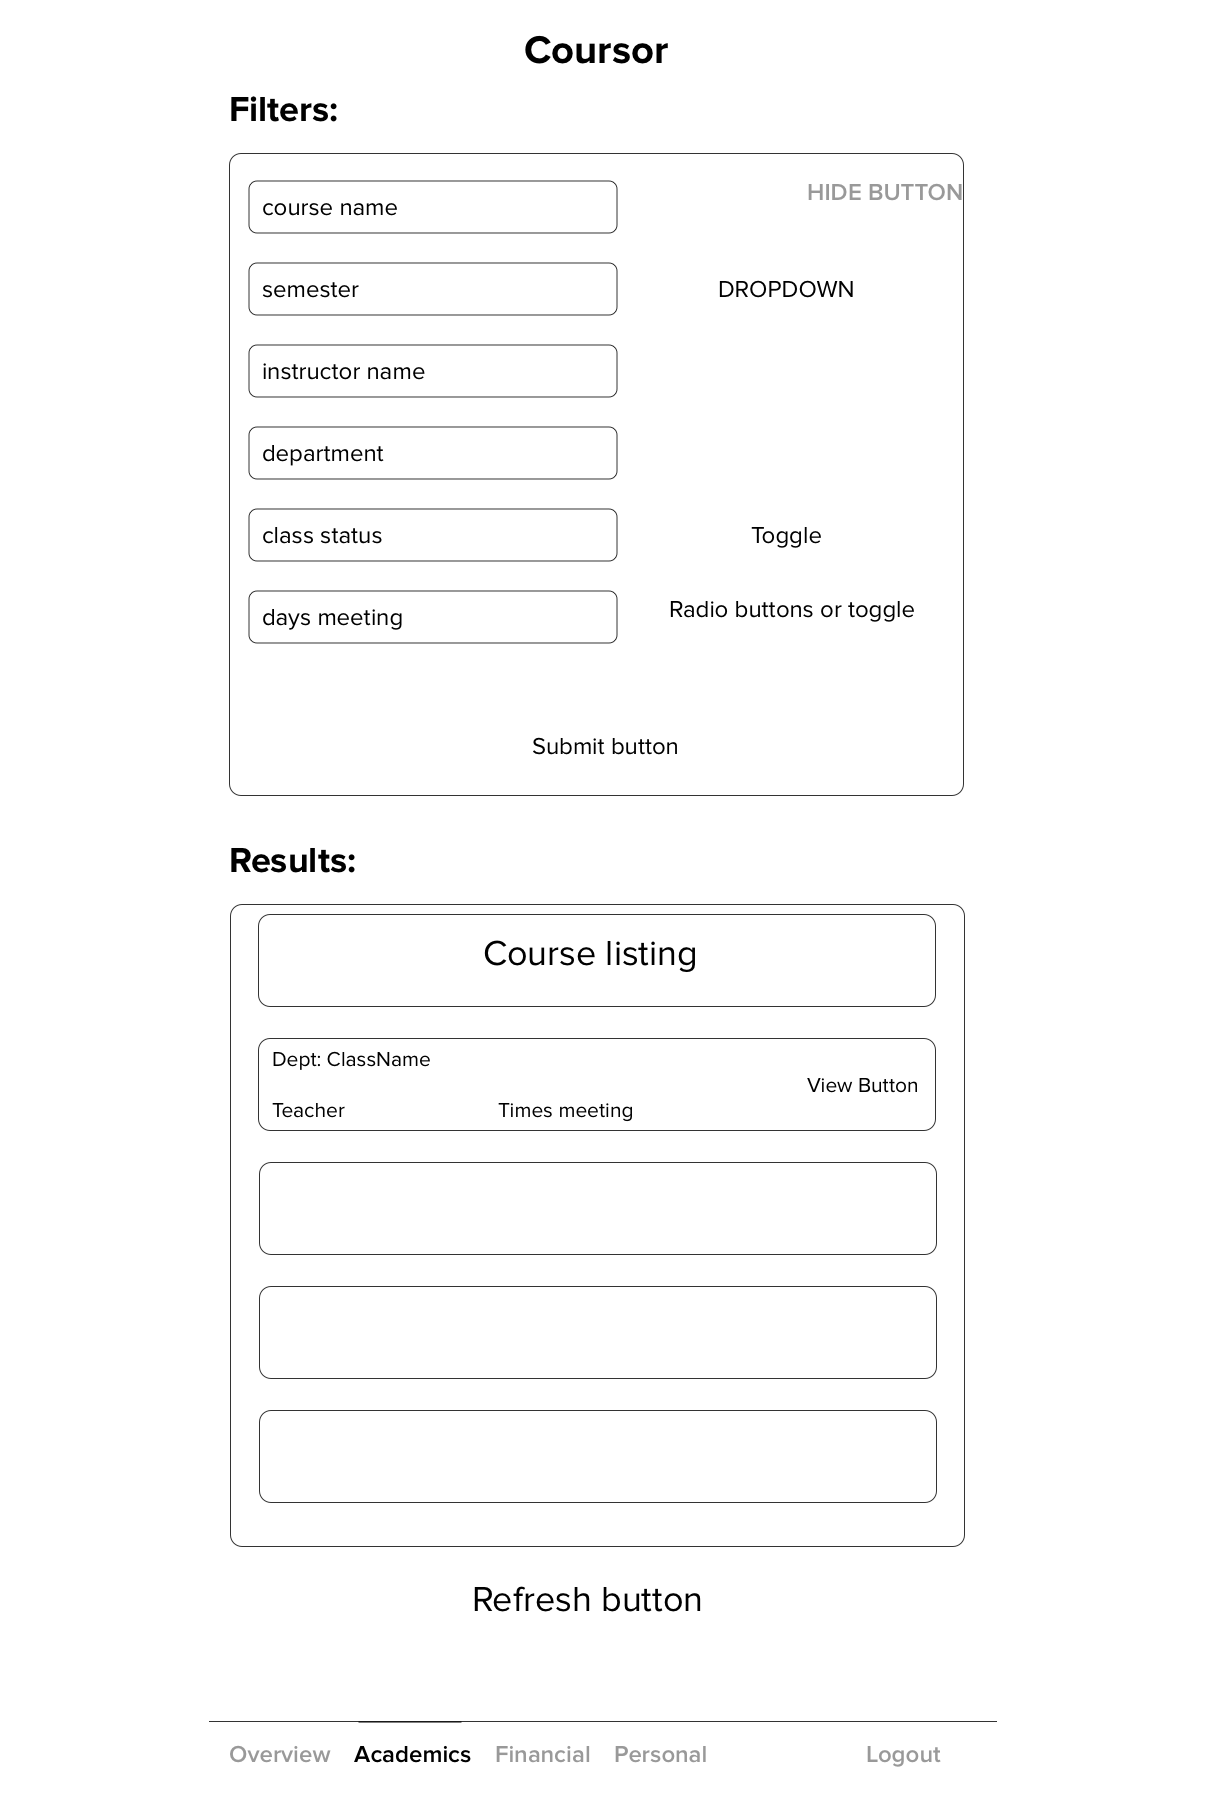 Coursor
Filters:
HIDE BUTTON
course name
semester
DROPDOWN
instructor name
department
class status
Toggle
days meeting
Radio buttons or toggle
Submit button
Results:
Course listing
Dept: ClassName
View Button
Teacher
Times meeting
Refresh button
Overview Academics Financial Personal Logout